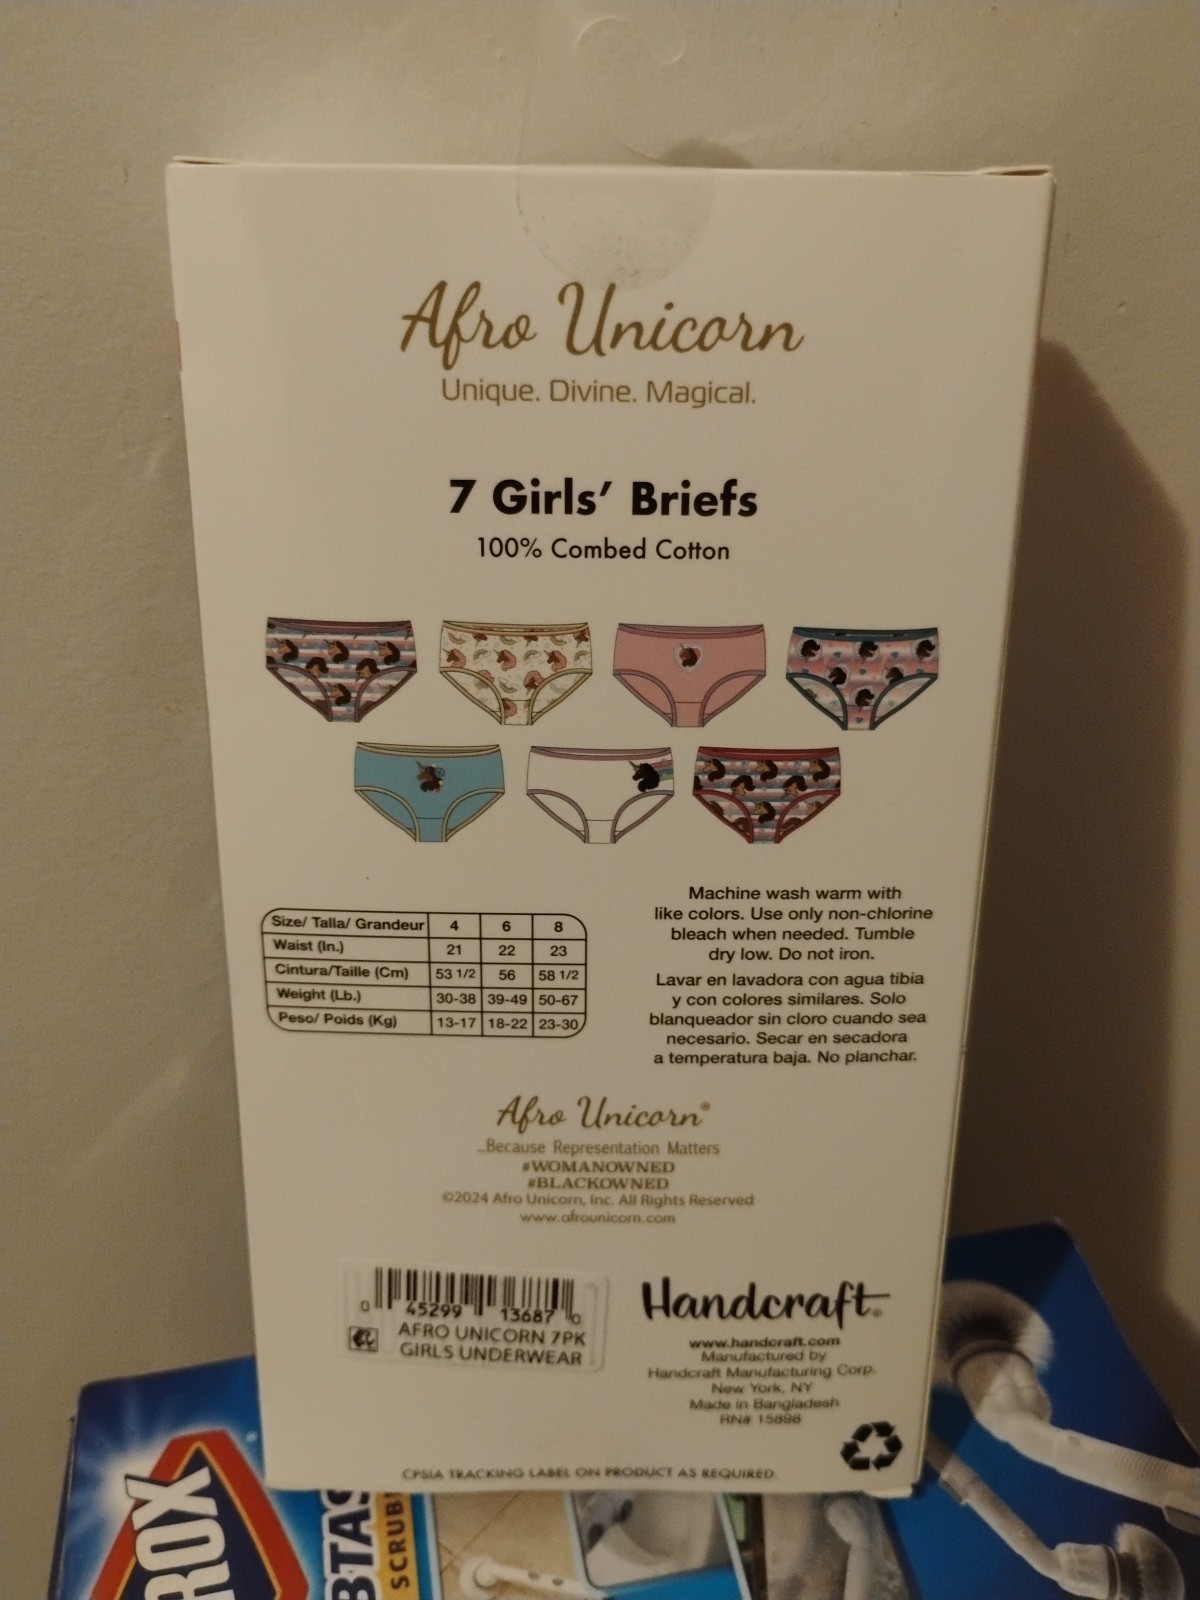 Afro Unicorn
Unique. Divine. Magical.
7 Girls’ Briefs
100% Combed Cotton
Size/ Talla/ Grandeur 4 6 8
Waist (In.) 21 22 23
Cintura/Taille (Cm) 53 1/2 56 58 1/2
Weight (Lb.) 30-38 39-49 50-67
Peso/ Poids (Kg) 13-17 18-22 23-30
Machine wash warm with
like colors. Use only non-chlorine
bleach when needed. Tumble
dry low. Do not iron.
Lavar en lavadora con agua tibia
y con colores similares. Solo
blanqueador sin cloro cuando sea
necesario. Secar en secadora
a temperatura baja. No planchar.
Afro Unicorn®
...Because Representation Matters
#WOMANOWNED
#BLACKOWNED
©2024 Afro Unicorn, Inc. All Rights Reserved
www.afrounicorn.com
0 45299 13687 0
AFRO UNICORN 7PK
GIRLS UNDERWEAR
Handcraft®
www.handcraft.com
Manufactured by
Handcraft Manufacturing Corp.
New York, NY
Made in Bangladesh
RN# 15898
CPSIA TRACKING LABEL ON PRODUCT AS REQUIRED.
ROX
BTAS
SCRUB